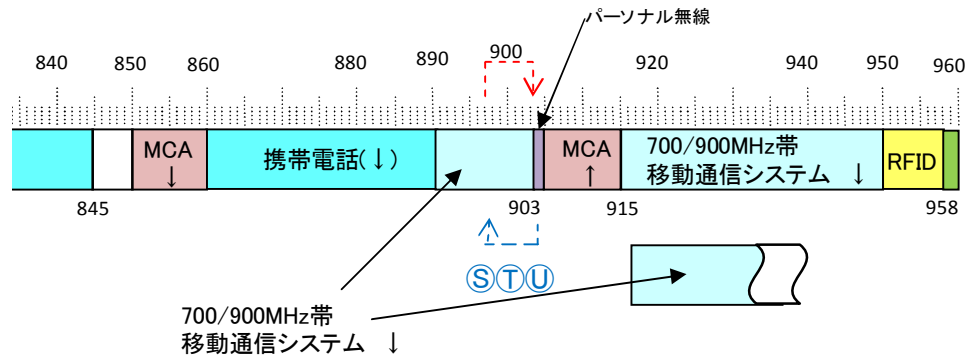 パーソナル無線
840 850 860 880 890 900 920 940 950 960
MCA
↓
携帯電話(↓)
MCA
↑
700/900MHz帯
移動通信システム ↓
RFID
845 903 915 958
ⓈⓉⓊ
700/900MHz帯
移動通信システム ↓